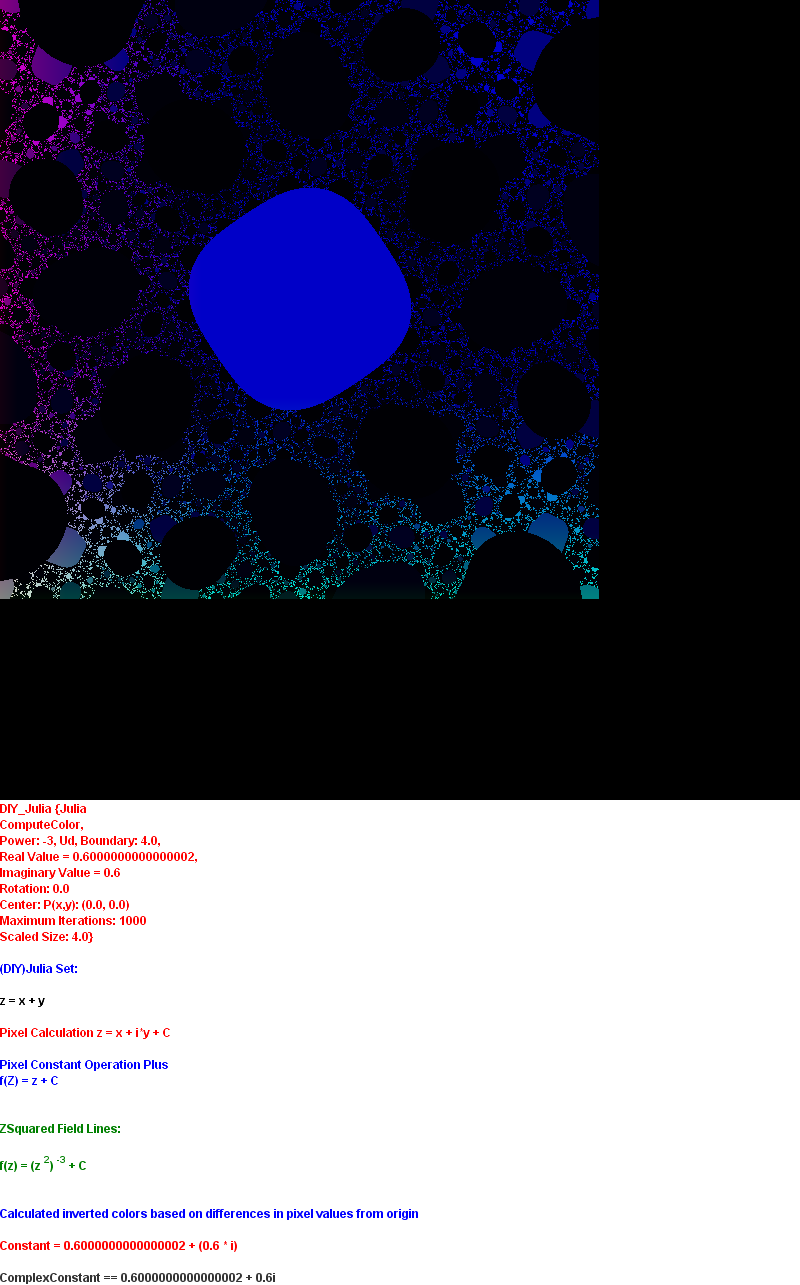 DIY_Julia {Julia
ComputeColor,
Power: -3, Ud, Boundary: 4.0,
Real Value = 0.6000000000000002,
Imaginary Value = 0.6
Rotation: 0.0
Center: P(x,y): (0.0, 0.0)
Maximum Iterations: 1000
Scaled Size: 4.0}
(DIY)Julia Set:
z = x + y
Pixel Calculation z = x + i*y + C
Pixel Constant Operation Plus
f(Z) = z + C
ZSquared Field Lines:
f(z) = (z 2) -3 + C
Calculated inverted colors based on differences in pixel values from origin
Constant = 0.6000000000000002 + (0.6 * i)
ComplexConstant == 0.6000000000000002 + 0.6i